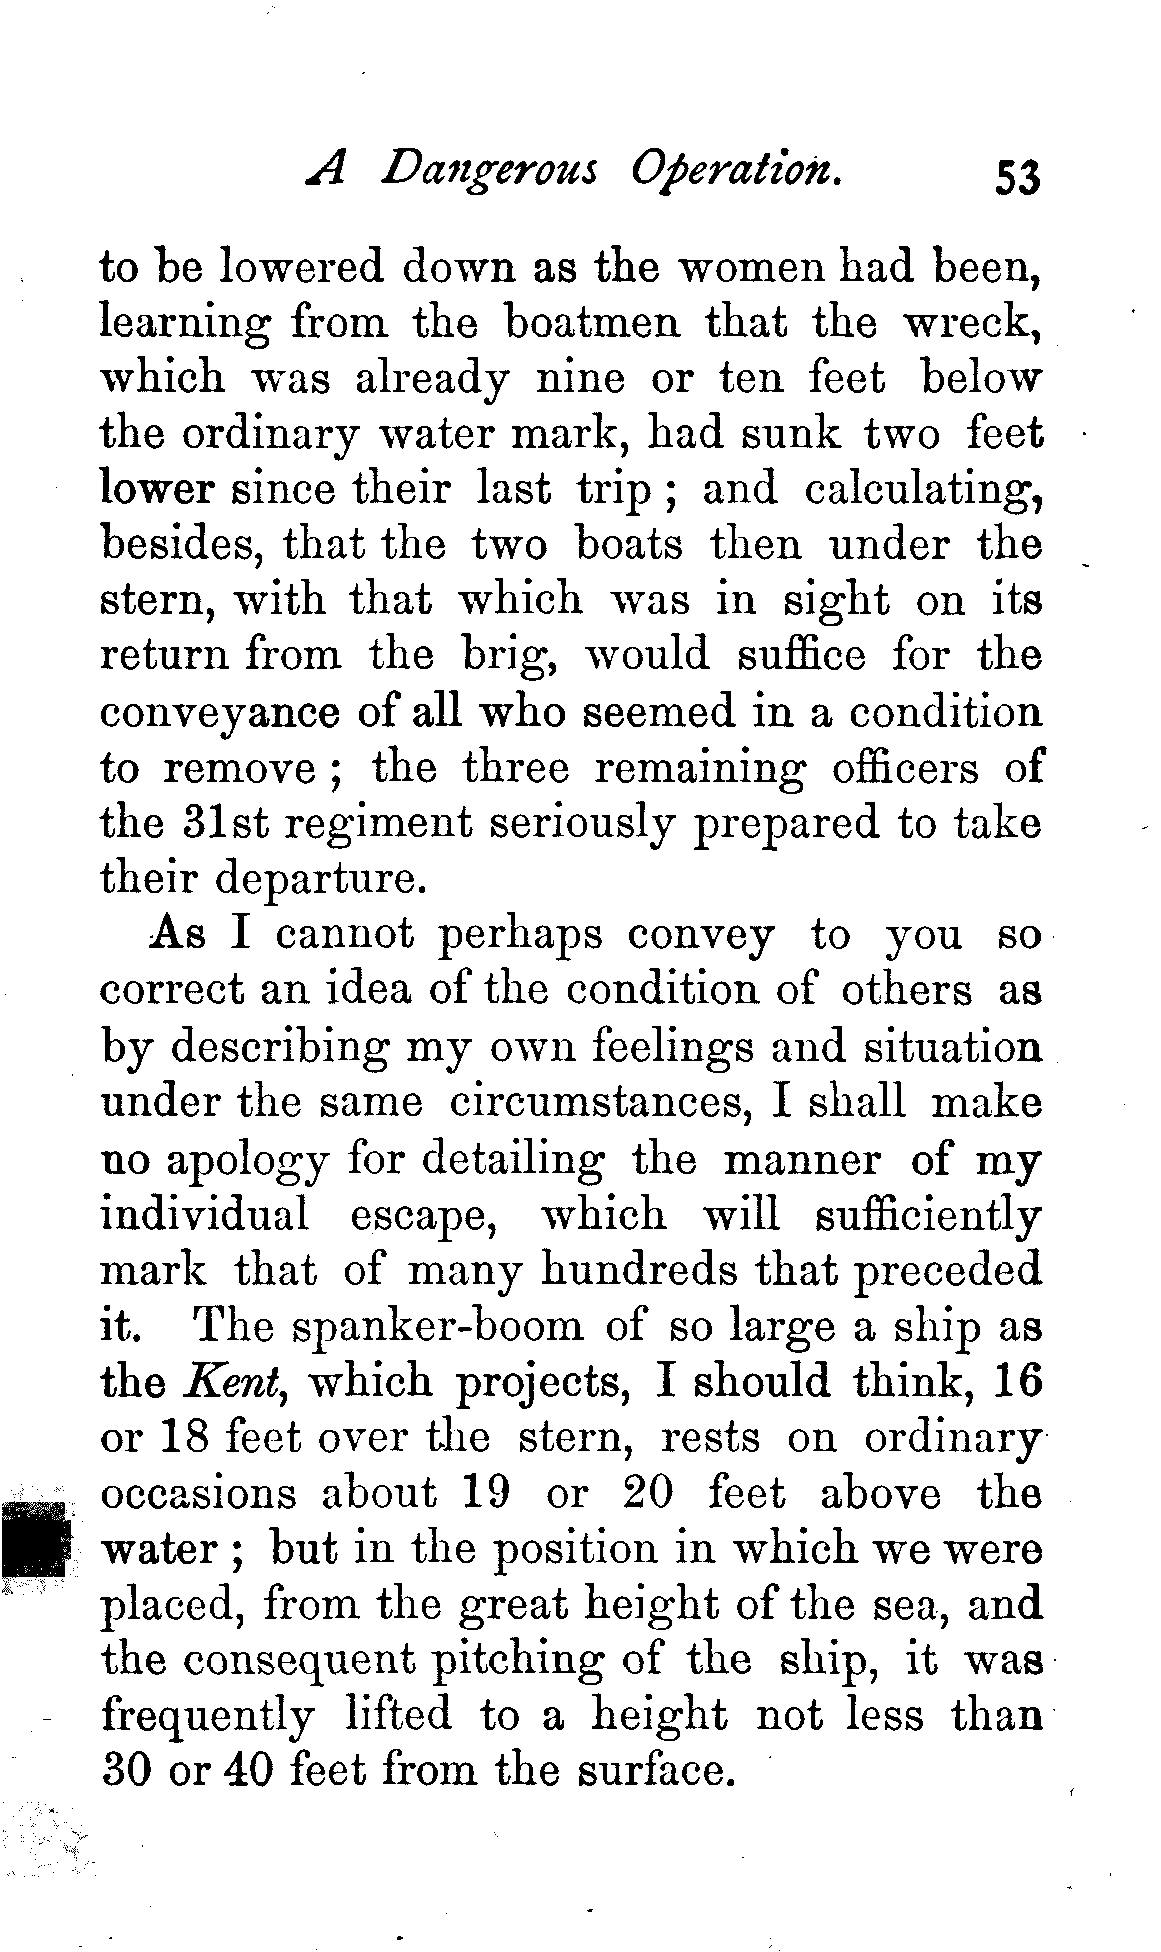 A Dangerous Operation. 53
to be lowered down as the women had been,
learning from the boatmen that the wreck,
which was already nine or ten feet below
the ordinary water mark, had sunk two feet
lower since their last trip ; and calculating,
besides, that the two boats then under the
stern, with that which was in sight on its
return from the brig, would suffice for the
conveyance of all who seemed in a condition
to remove ; the three remaining officers of
the 31st regiment seriously prepared to take
their departure.
As I cannot perhaps convey to you so
correct an idea of the condition of others as
by describing my own feelings and situation
under the same circumstances, I shall make
no apology for detailing the manner of my
individual escape, which will sufficiently
mark that of many hundreds that preceded
it. The spanker-boom of so large a ship as
the Kent, which projects, I should think, 16
or 18 feet over the stern, rests on ordinary
occasions about 19 or 20 feet above the
water ; but in the position in which we were
placed, from the great height of the sea, and
the consequent pitching of the ship, it was
frequently lifted to a height not less than
30 or 40 feet from the surface.